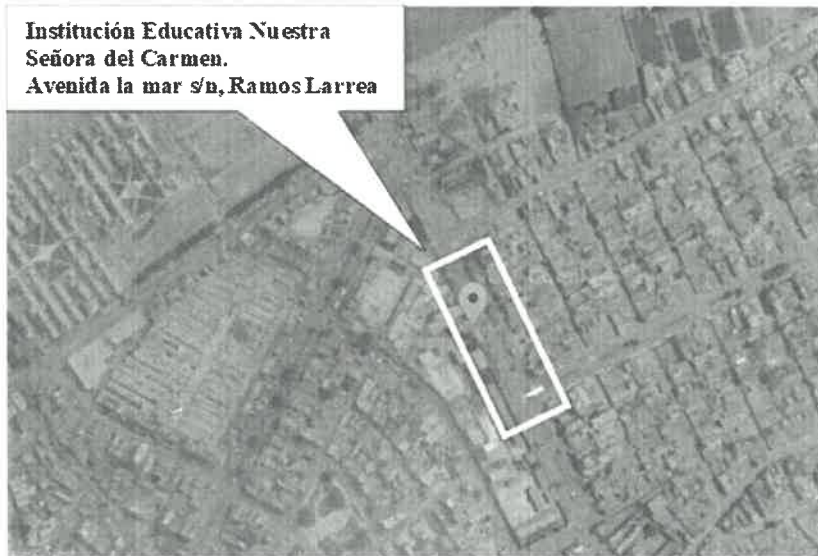 Institución Educativa Nuestra
Señora del Carmen.
Avenida la mar s/n, Ramos Larrea